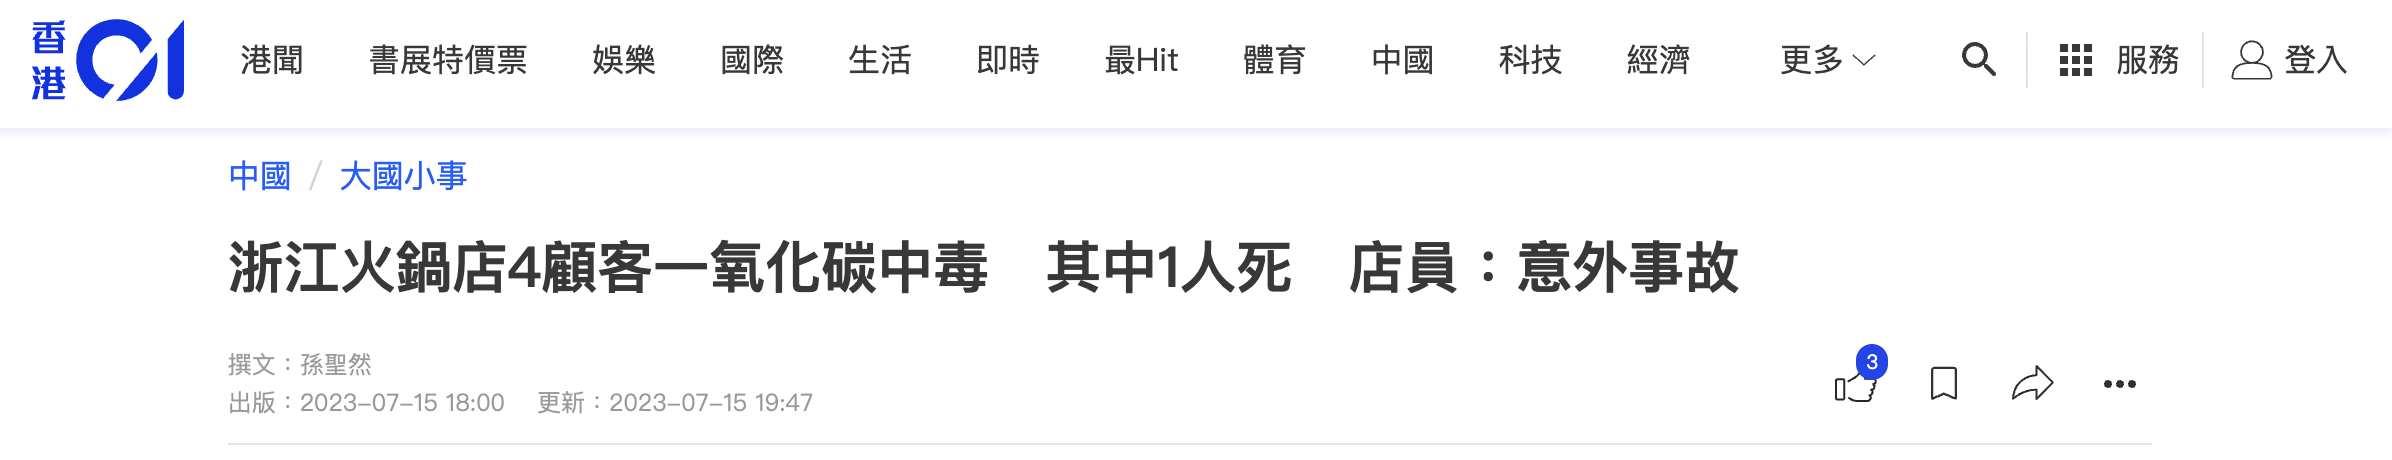 香港01
港聞 書展特價票 娛樂 國際 生活 即時 最Hit 體育 中國 科技 經濟 更多 服務 登入
中國 / 大國小事
浙江火鍋店4顧客一氧化碳中毒　其中1人死　店員：意外事故
撰文：孫聖然
出版：2023-07-15 18:00 更新：2023-07-15 19:47
3